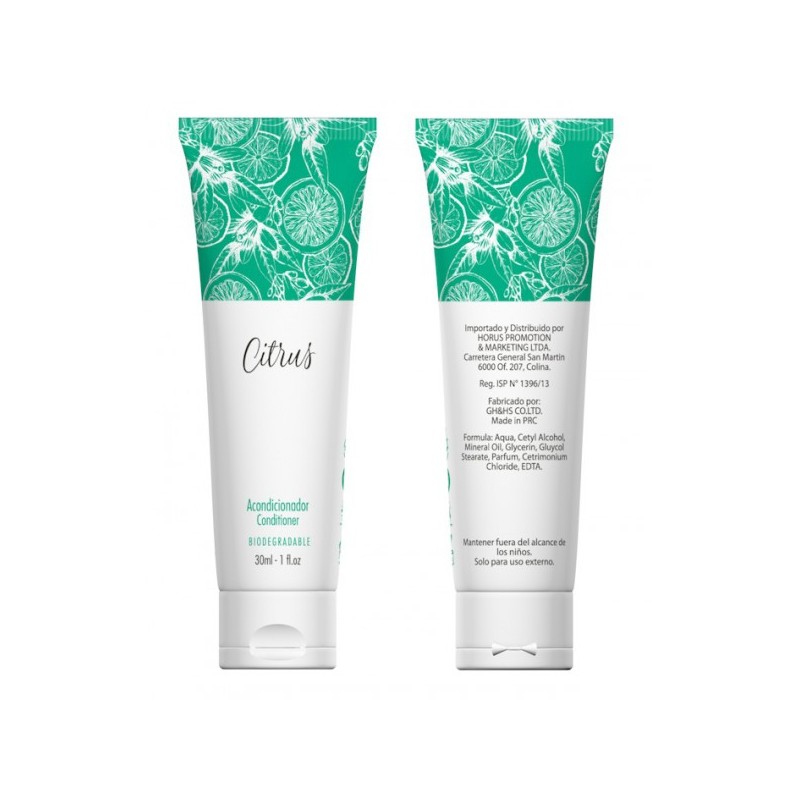 Citrus
Acondicionador
Conditioner
BIODEGRADABLE
30ml - 1 fl.oz
Importado y Distribuido por
HORUS PROMOTION
& MARKETING LTDA.
Carretera General San Martin
6000 Of. 207, Colina.
Reg. ISP N° 1396/13
Fabricado por:
GH&HS CO.LTD.
Made in PRC
Formula: Aqua, Cetyl Alcohol,
Mineral Oil, Glycerin, Gluycol
Stearate, Parfum, Cetrimonium
Chloride, EDTA.
Mantener fuera del alcance de
los niños.
Solo para uso externo.